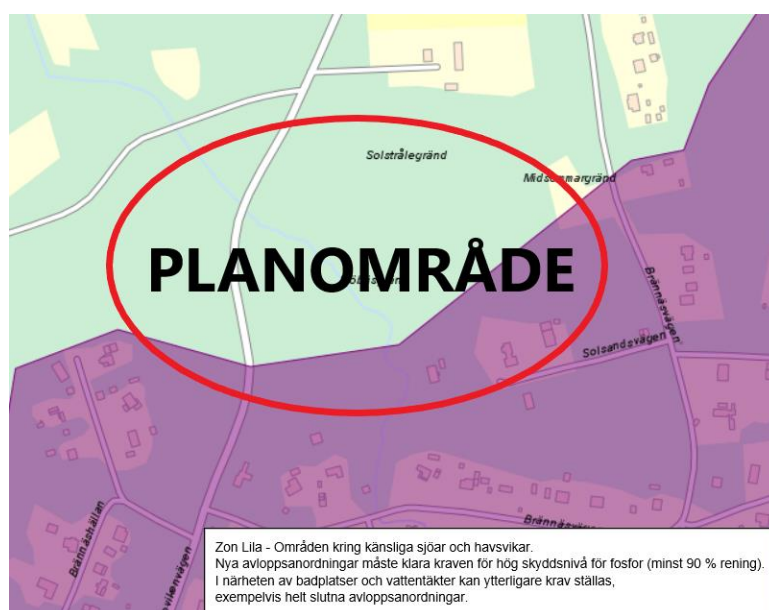 Solstrålegränd
Midsommargränd
PLANOMRÅDE
Brännäsvägen
Solsandsvägen
Brännäshällan
Zon Lila - Områden kring känsliga sjöar och havsvikar.
Nya avloppsanordningar måste klara kraven för hög skyddsnivå för fosfor (minst 90 % rening).
I närheten av badplatser och vattentäkter kan ytterligare krav ställas,
exempelvis helt slutna avloppsanordningar.